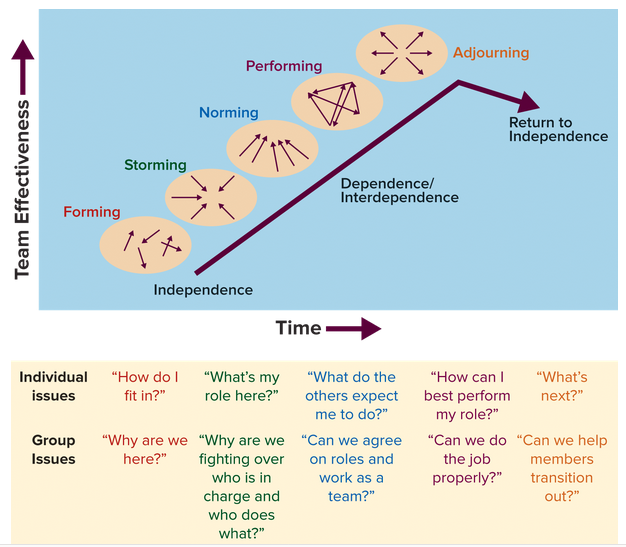 Team Effectiveness
Adjourning
Performing
Norming
Storming
Forming
Return to
Independence
Dependence/
Interdependence
Independence
Time
Individual
issues
“How do I
fit in?”
“What’s my
role here?”
“What do the
others expect
me to do?”
“How can I
best perform
my role?”
“What’s
next?”
Group
Issues
“Why are we
here?”
“Why are we
fighting over
who is in
charge and
who does
what?”
“Can we agree
on roles and
work as a
team?”
“Can we do
the job
properly?”
“Can we help
members
transition
out?”